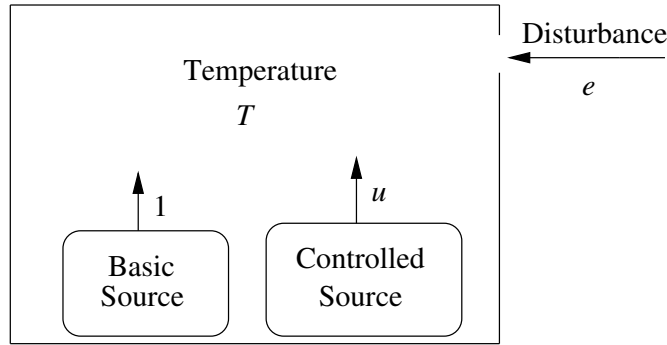 Disturbance
e
Temperature
T
1
u
Basic
Source
Controlled
Source